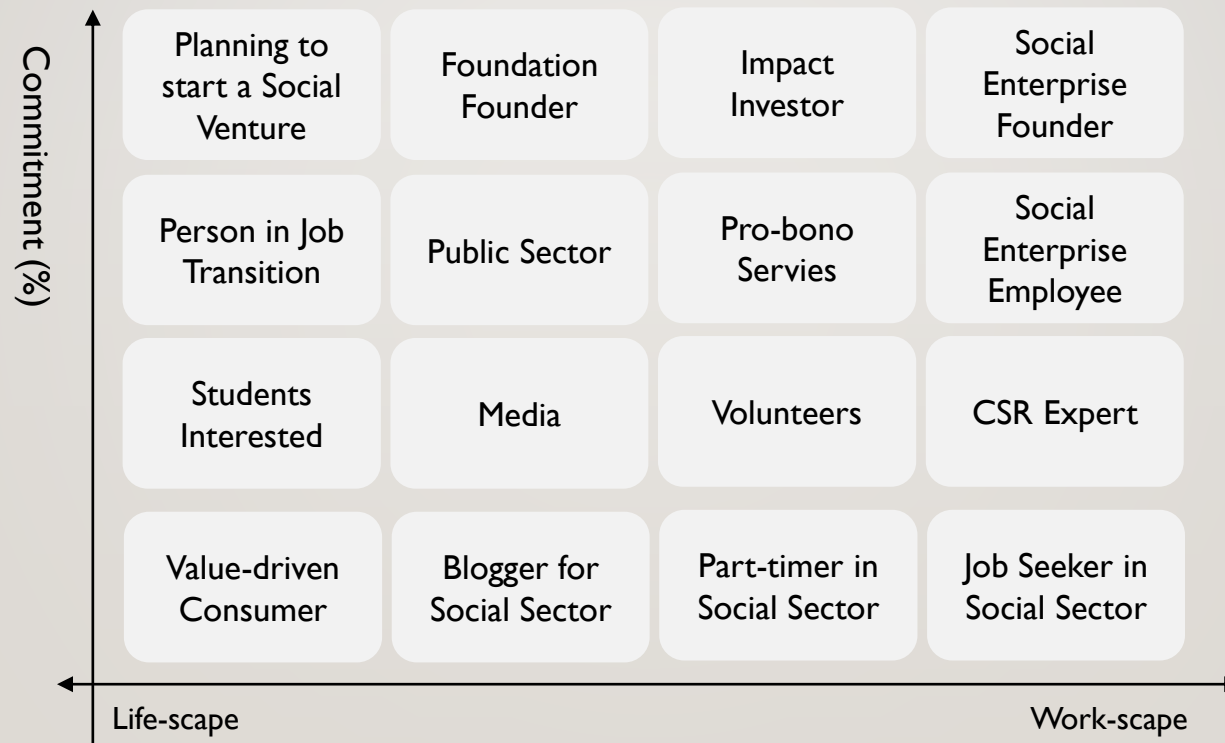 Commitment (%)
Planning to
start a Social
Venture
Foundation
Founder
Impact
Investor
Social
Enterprise
Founder
Person in Job
Transition
Public Sector
Pro-bono
Servies
Social
Enterprise
Employee
Students
Interested
Media
Volunteers
CSR Expert
Value-driven
Consumer
Blogger for
Social Sector
Part-timer in
Social Sector
Job Seeker in
Social Sector
Life-scape
Work-scape